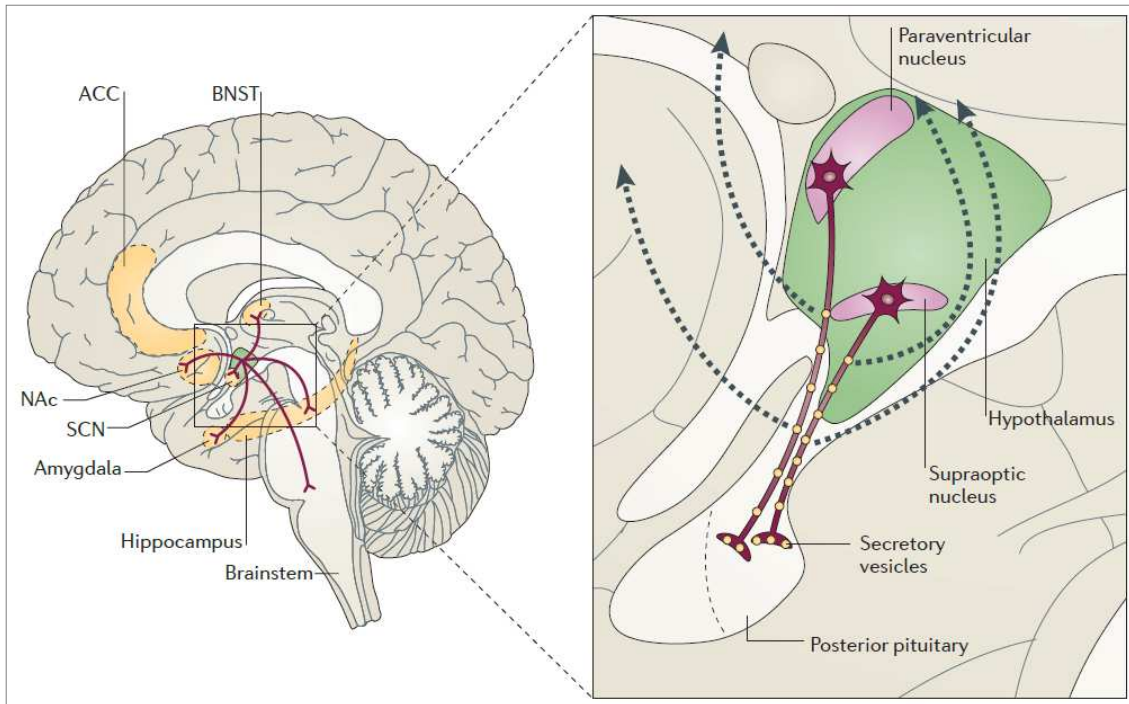 ACC
BNST
NAc
SCN
Amygdala
Hippocampus
Brainstem
Paraventricular
nucleus
Hypothalamus
Supraoptic
nucleus
Secretory
vesicles
Posterior pituitary